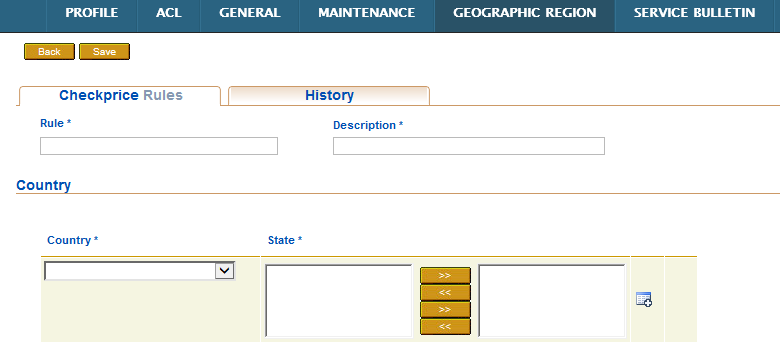 PROFILE ACL GENERAL MAINTENANCE GEOGRAPHIC REGION SERVICE BULLETIN
Back Save
Checkprice Rules History
Rule * Description *
Country
Country * State *
>>
<<
>>
<<